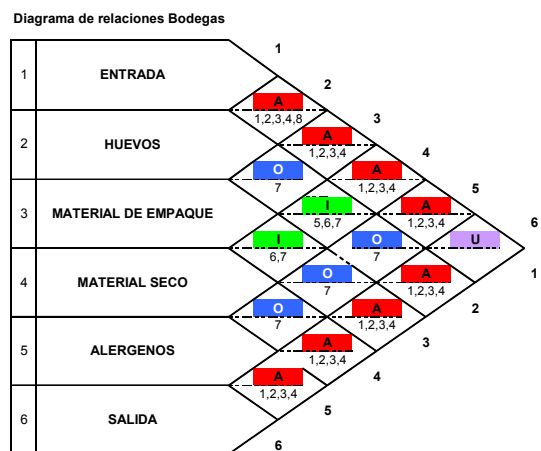 Diagrama de relaciones Bodegas
1
1 ENTRADA
2
A
1,2,3,4,8
3
2 HUEVOS
A
1,2,3,4
4
O
7
A
1,2,3,4
5
3 MATERIAL DE EMPAQUE
I
5,6,7
A
1,2,3,4
6
I
6,7
O
7
U
1
4 MATERIAL SECO
O
7
A
1,2,3,4
2
O
7
A
1,2,3,4
3
5 ALERGENOS
A
1,2,3,4
4
A
1,2,3,4
5
6 SALIDA
6